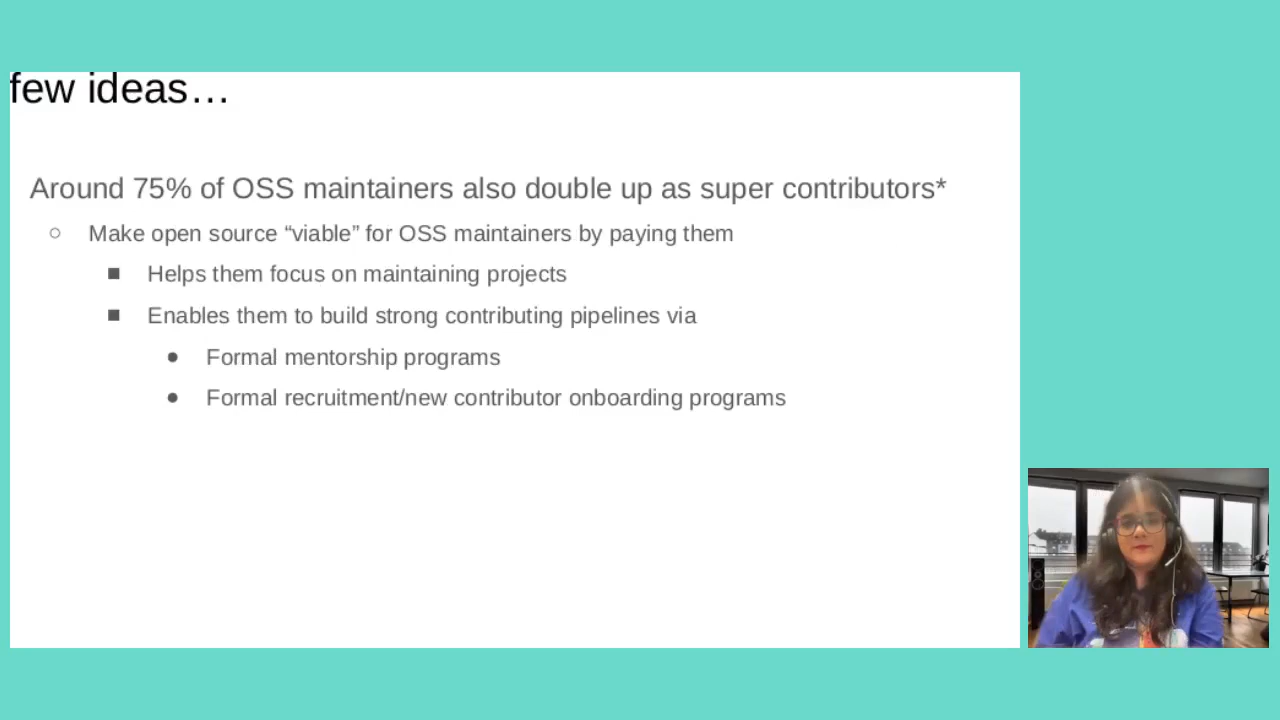 few ideas…
Around 75% of OSS maintainers also double up as super contributors*
○ Make open source “viable” for OSS maintainers by paying them
■ Helps them focus on maintaining projects
■ Enables them to build strong contributing pipelines via
● Formal mentorship programs
● Formal recruitment/new contributor onboarding programs